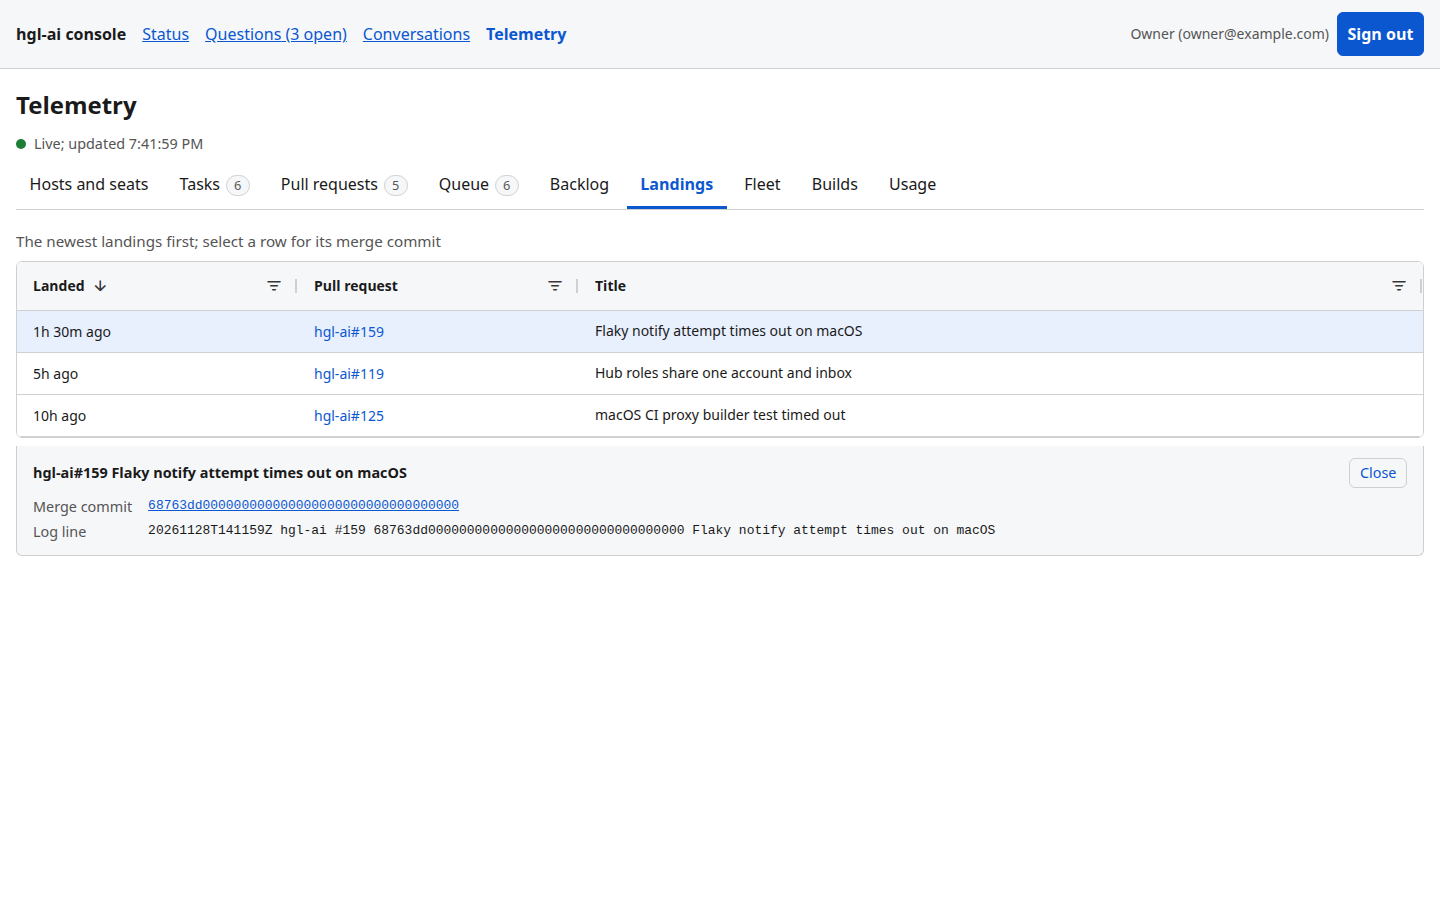 hgl-ai console Status Questions (3 open) Conversations Telemetry Owner (owner@example.com) Sign out
Telemetry
Live; updated 7:41:59 PM
Hosts and seats Tasks 6 Pull requests 5 Queue 6 Backlog Landings Fleet Builds Usage
The newest landings first; select a row for its merge commit
Landed Pull request Title
1h 30m ago hgl-ai#159 Flaky notify attempt times out on macOS
5h ago hgl-ai#119 Hub roles share one account and inbox
10h ago hgl-ai#125 macOS CI proxy builder test timed out
hgl-ai#159 Flaky notify attempt times out on macOS Close
Merge commit 68763dd000000000000000000000000000000000
Log line 20261128T141159Z hgl-ai #159 68763dd000000000000000000000000000000000 Flaky notify attempt times out on macOS